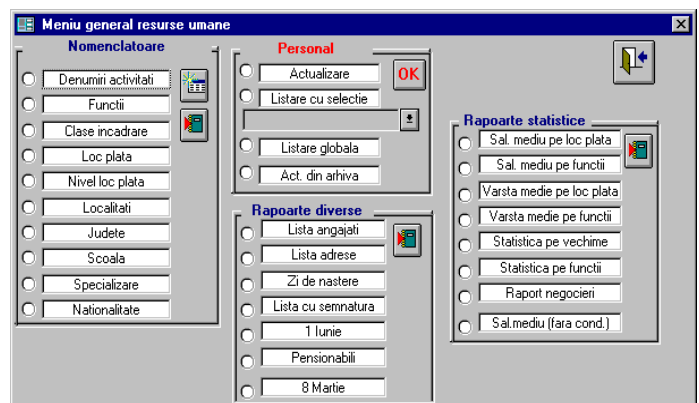 Meniu general resurse umane
Nomenclatoare
Denumiri activitati
Functii
Clase incadrare
Loc plata
Nivel loc plata
Localitati
Judete
Scoala
Specializare
Nationalitate
Personal
Actualizare
OK
Listare cu selectie
Listare globala
Act. din arhiva
Rapoarte diverse
Lista angajati
Lista adrese
Zi de nastere
Lista cu semnatura
1 Iunie
Pensionabili
8 Martie
Rapoarte statistice
Sal. mediu pe loc plata
Sal. mediu pe functii
Varsta medie pe loc plata
Varsta medie pe functii
Statistica pe vechime
Statistica pe functii
Raport negocieri
Sal.mediu (fara cond.)